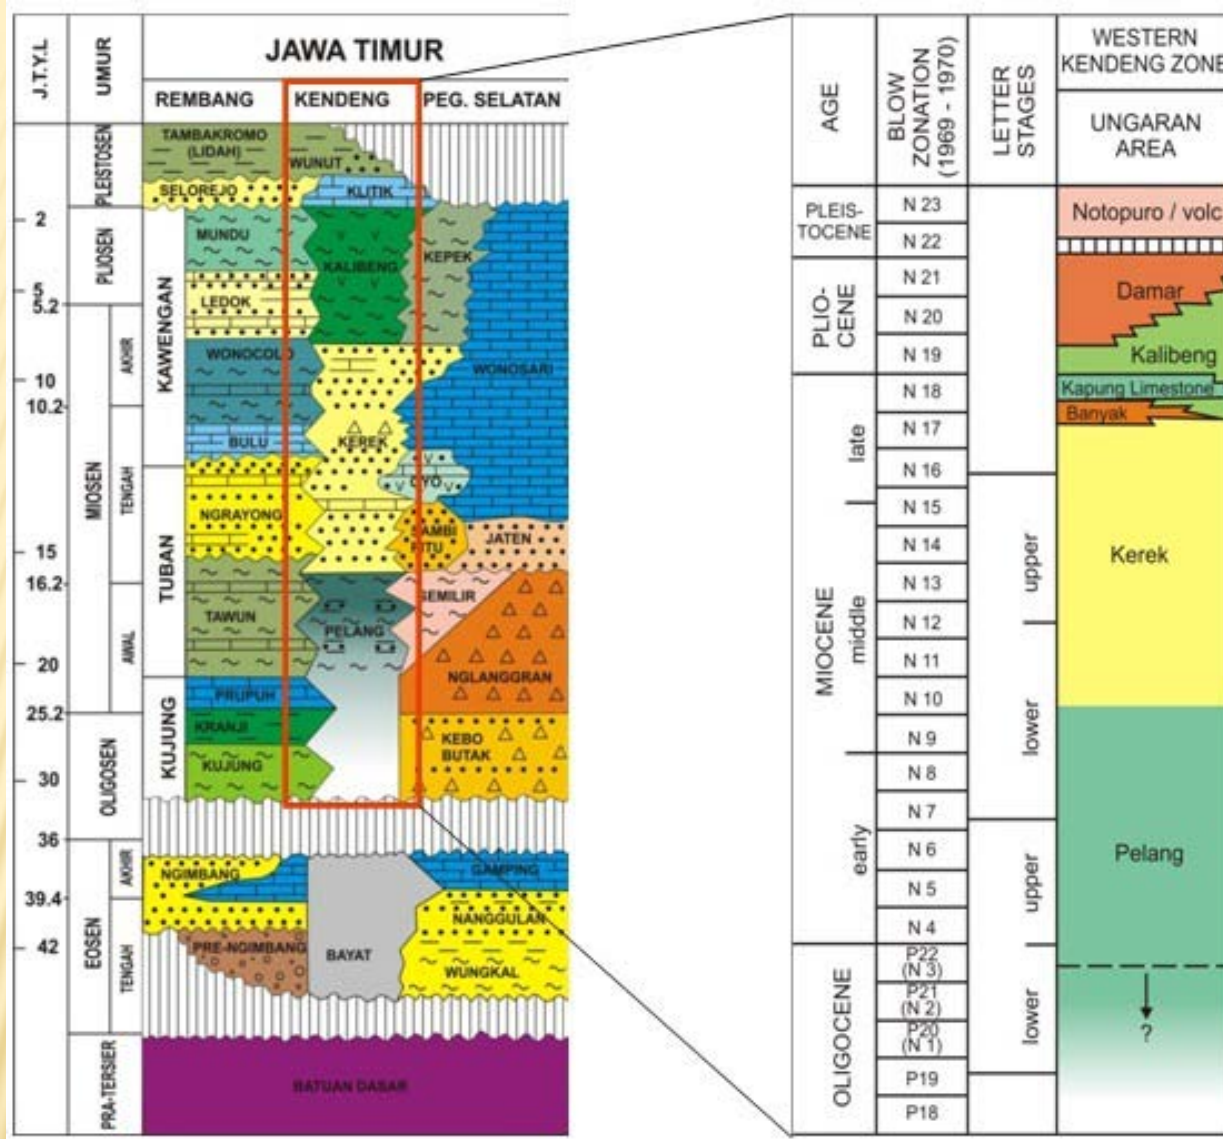 JAWA TIMUR
J.T.Y.L
UMUR
REMBANG
KENDENG
PEG. SELATAN
PLEISTOSEN
TAMBAKROMO
(LIDAH)
WUNUT
SELOREJO
KLITIK
2
PLIOSEN
MUNDU
KALIBENG
KEPEK
5
5.2
LEDOK
KAWENGAN
MIOSEN
AKHIR
WONOCOLO
WONOSARI
10
10.2
BULU
KEREK
TENGAH
OYO
NGRAYONG
SAMBI
PITU
JATEN
15
16.2
TUBAN
AWAL
TAWUN
PELANG
SEMILIR
20
NGLANGGRAN
25.2
PRUPUH
KRANJI
KUJUNG
KUJUNG
KEBO
BUTAK
OLIGOSEN
30
36
EOSEN
AKHIR
NGIMBANG
GAMPING
39.4
NANGGULAN
42
TENGAH
PRE-NGIMBANG
BAYAT
WUNGKAL
PRA-TERSIER
BATUAN DASAR
AGE
BLOW
ZONATION
(1969 - 1970)
LETTER
STAGES
WESTERN
KENDENG ZONE
UNGARAN
AREA
PLEIS-
TOCENE
N 23
N 22
Notopuro / volc
PLIO-
CENE
N 21
N 20
N 19
Damar
Kalibeng
MIOCENE
late
N 18
N 17
N 16
Kapung Limestone
Banyak
middle
N 15
N 14
N 13
N 12
N 11
N 10
N 9
upper
lower
Kerek
early
N 8
N 7
N 6
N 5
N 4
upper
Pelang
OLIGOCENE
P22
(N 3)
P21
(N 2)
P20
(N 1)
P19
P18
lower
?